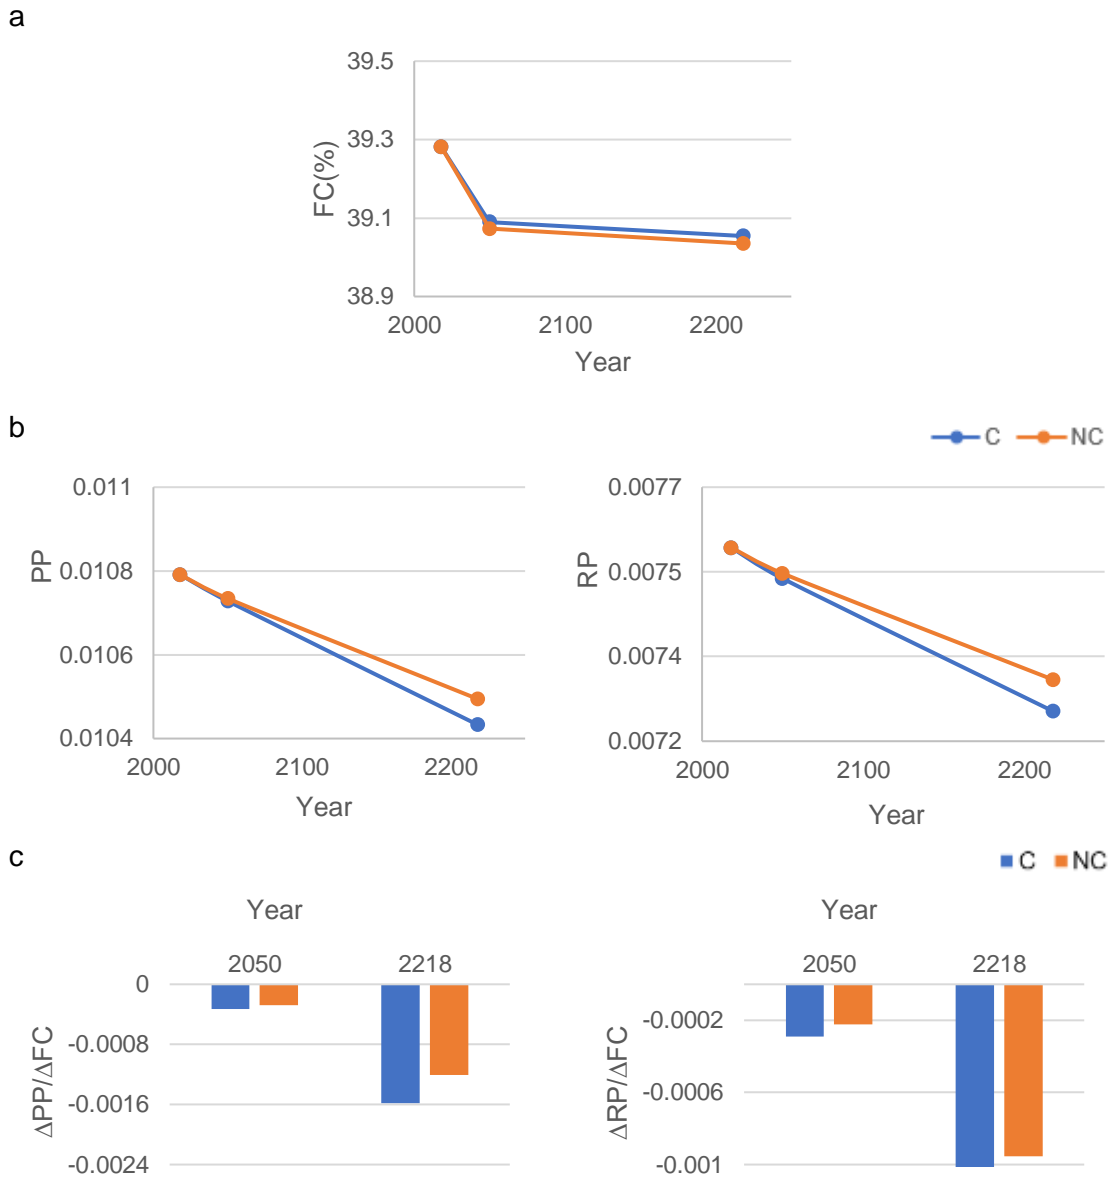 a
39.5
39.3
39.1
38.9
FC(%)
2000 2100 2200
Year
b
C NC
0.011
0.0108
0.0106
0.0104
PP
2000 2100 2200
Year
0.0077
0.0075
0.0074
0.0072
RP
2000 2100 2200
Year
c
C NC
Year
2050 2218
0
-0.0008
-0.0016
-0.0024
ΔPP/ΔFC
Year
2050 2218
-0.0002
-0.0006
-0.001
ΔRP/ΔFC